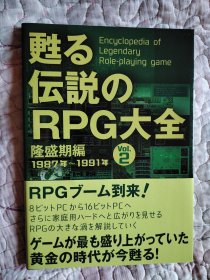 甦る
Encyclopedia of
Legendary
Role-playing game
伝説の
RPG大全
Vol.
2
隆盛期編
1987年～1991年
RPGブーム到来！
8ビットPCから16ビットPCへ
さらに家庭用ハードへと広がりを見せる
RPGの大きな渦を解説していく
ゲームが最も盛り上がっていた
黄金の時代が今甦る！